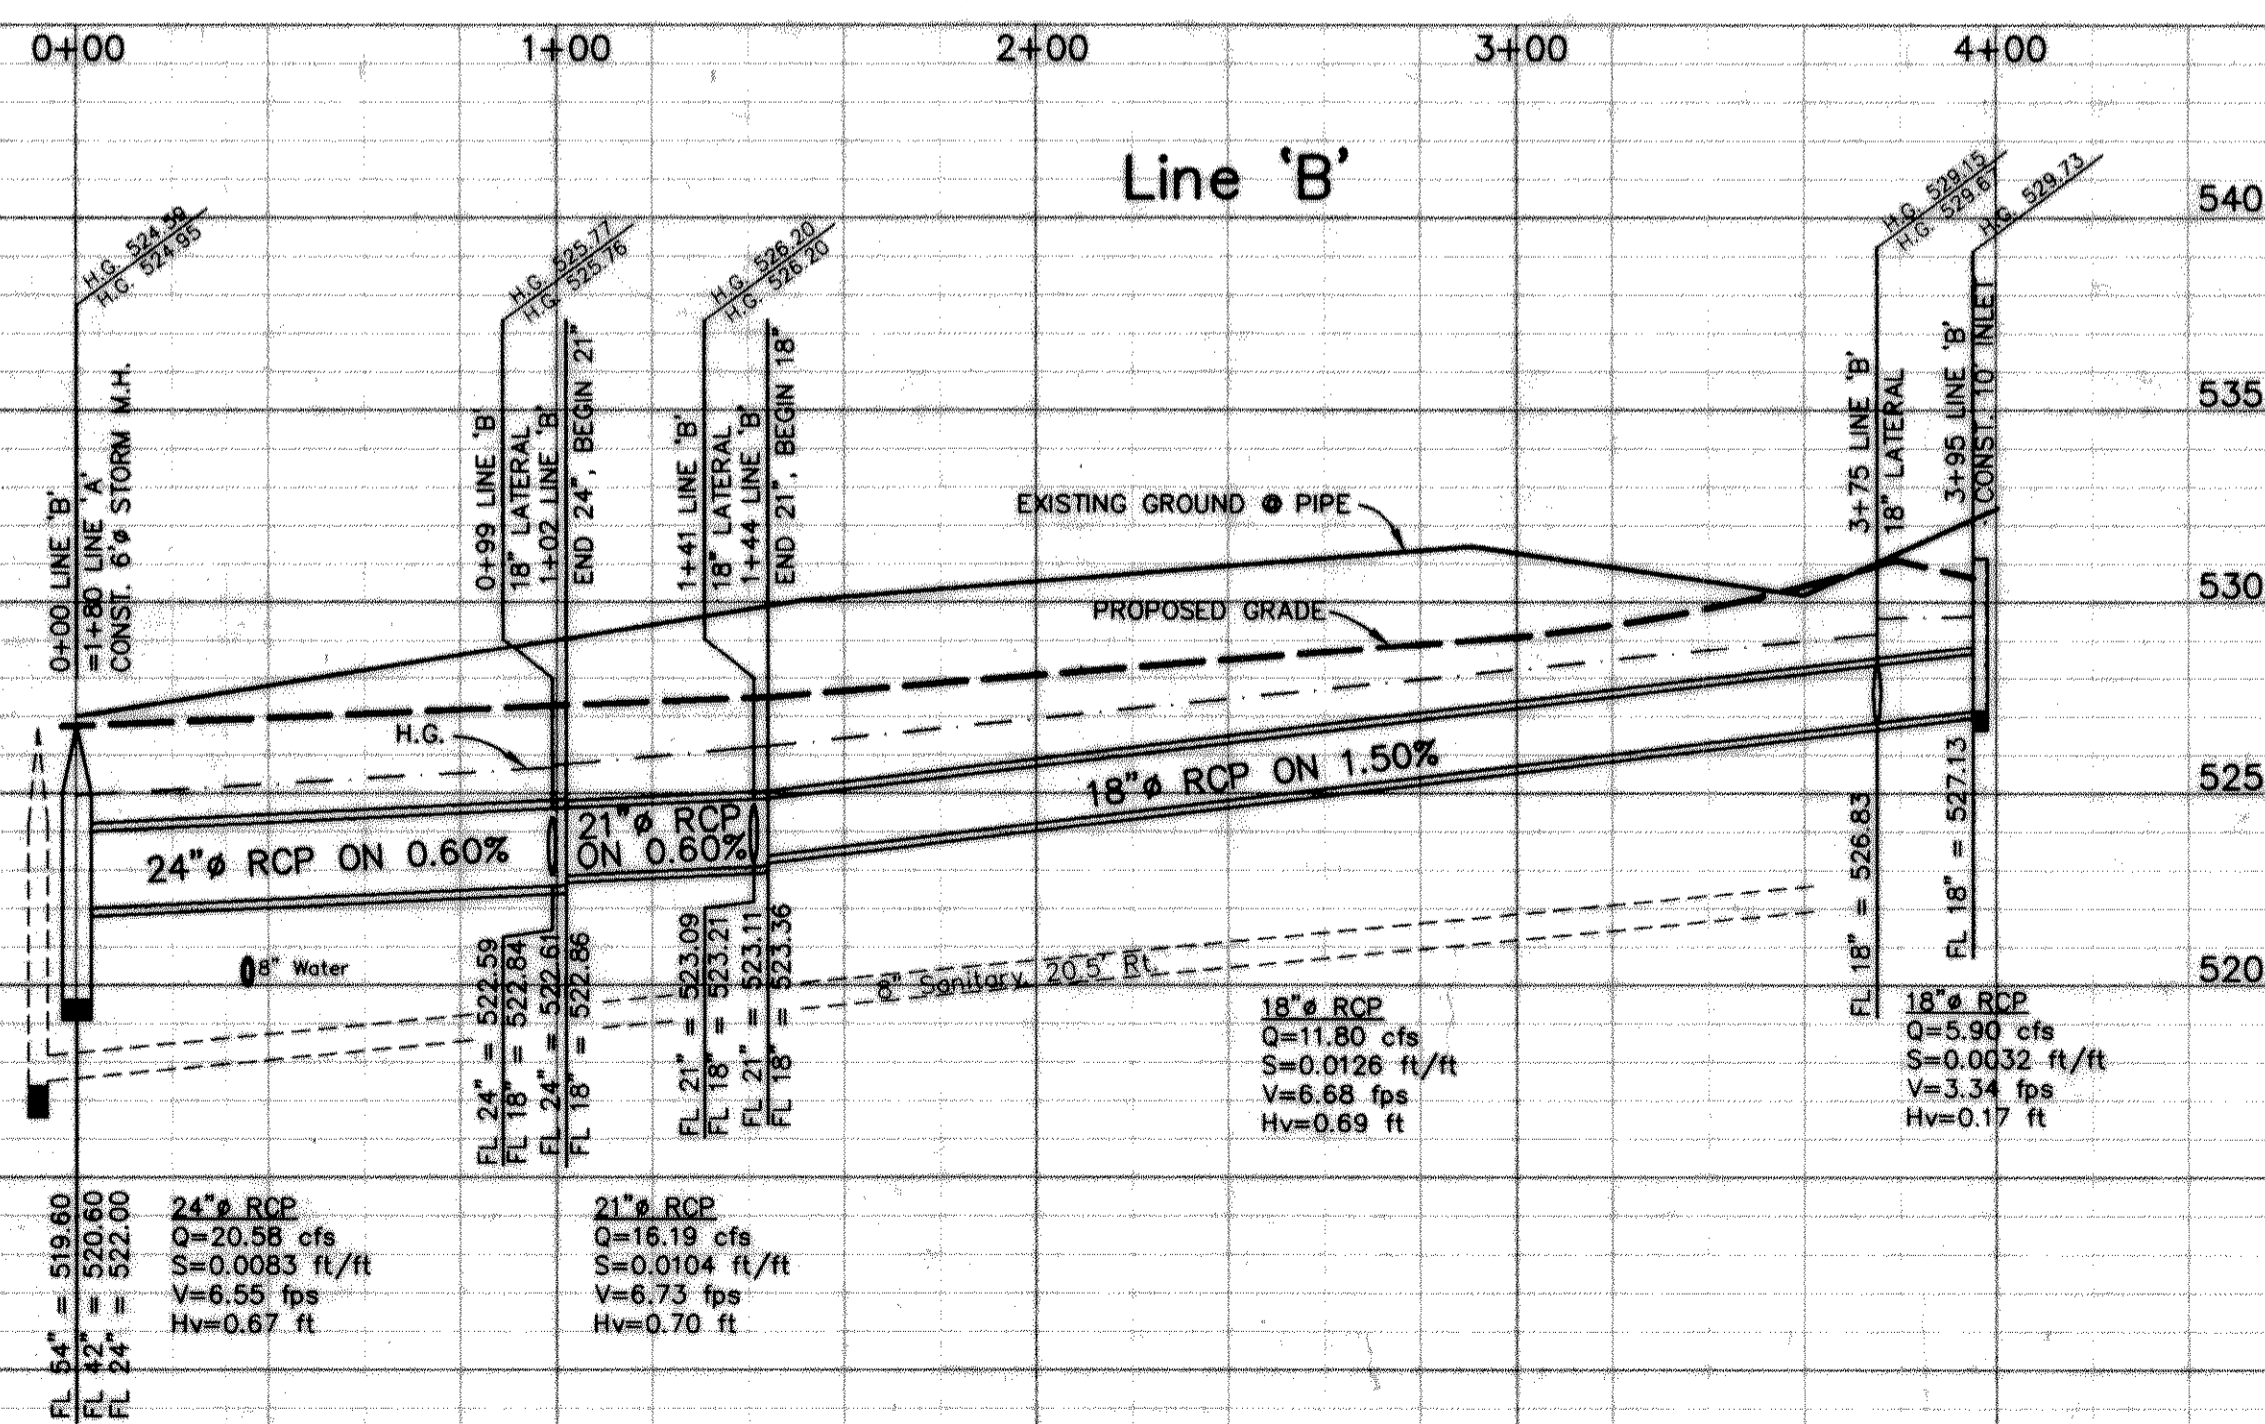 0+00
1+00
2+00
3+00
4+00
Line 'B'
540
535
530
525
520
H.G. 524.59
H.G. 524.95
0+00 LINE 'B'
=1+80 LINE 'A'
CONST. 6'ø STORM M.H.
H.G. 525.77
H.G. 525.76
0+99 LINE 'B'
18" LATERAL
1+02 LINE 'B'
END 24", BEGIN 21"
H.G. 526.20
H.G. 526.20
1+41 LINE 'B'
18" LATERAL
1+44 LINE 'B'
END 21", BEGIN 18"
EXISTING GROUND @ PIPE
PROPOSED GRADE
H.G. 529.15
H.G.
H.G. 529.73
3+75 LINE 'B'
18" LATERAL
3+95 LINE 'B'
CONST. 10' INLET
H.G.
24"ø RCP ON 0.60%
21"ø RCP
ON 0.60%
18"ø RCP ON 1.50%
8" Water
8" Sanitary, 20.5' Rt.
FL 24" = 522.59
FL 18" = 522.84
FL 24" = 522.61
FL 18" = 522.86
FL 21" = 523.09
FL 18" = 523.21
FL 21" = 523.11
FL 18" = 523.36
FL 18" = 526.83
FL 18" = 527.13
18"ø RCP
Q=11.80 cfs
S=0.0126 ft/ft
V=6.68 fps
Hv=0.69 ft
18"ø RCP
Q=5.90 cfs
S=0.0032 ft/ft
V=3.34 fps
Hv=0.17 ft
FL 54" = 519.60
FL 42" = 520.60
FL 24" = 522.00
24"ø RCP
Q=20.58 cfs
S=0.0083 ft/ft
V=6.55 fps
Hv=0.67 ft
21"ø RCP
Q=16.19 cfs
S=0.0104 ft/ft
V=6.73 fps
Hv=0.70 ft